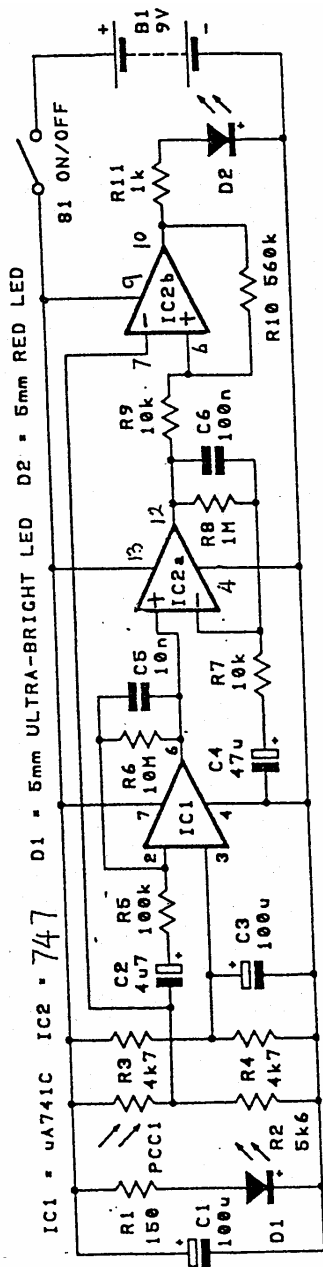 IC1 = uA741C IC2 = 747 D1 = 5mm ULTRA-BRIGHT LED D2 = 5mm RED LED
S1 ON/OFF
B1
9V
+
-
R1
150
C1
100u
+
D1
+
PCC1
R2
5k6
R3
4k7
R4
4k7
C2
4u7
+
C3
100u
+
R5
100k
R6
10M
C5
10n
IC1
2
3
7
4
6
C4
47u
+
R7
10k
IC2a
+
-
13
4
12
R8
1M
C6
100n
R9
10k
IC2b
-
+
7
6
9
10
R10 560k
R11
1k
D2
+